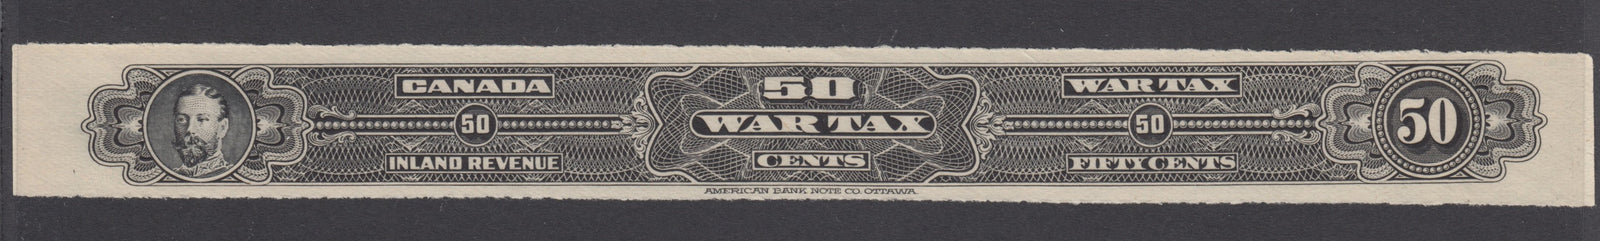 CANADA
50
INLAND REVENUE
50
WAR TAX
CENTS
WAR TAX
50
FIFTY CENTS
50
AMERICAN BANK NOTE CO. OTTAWA.